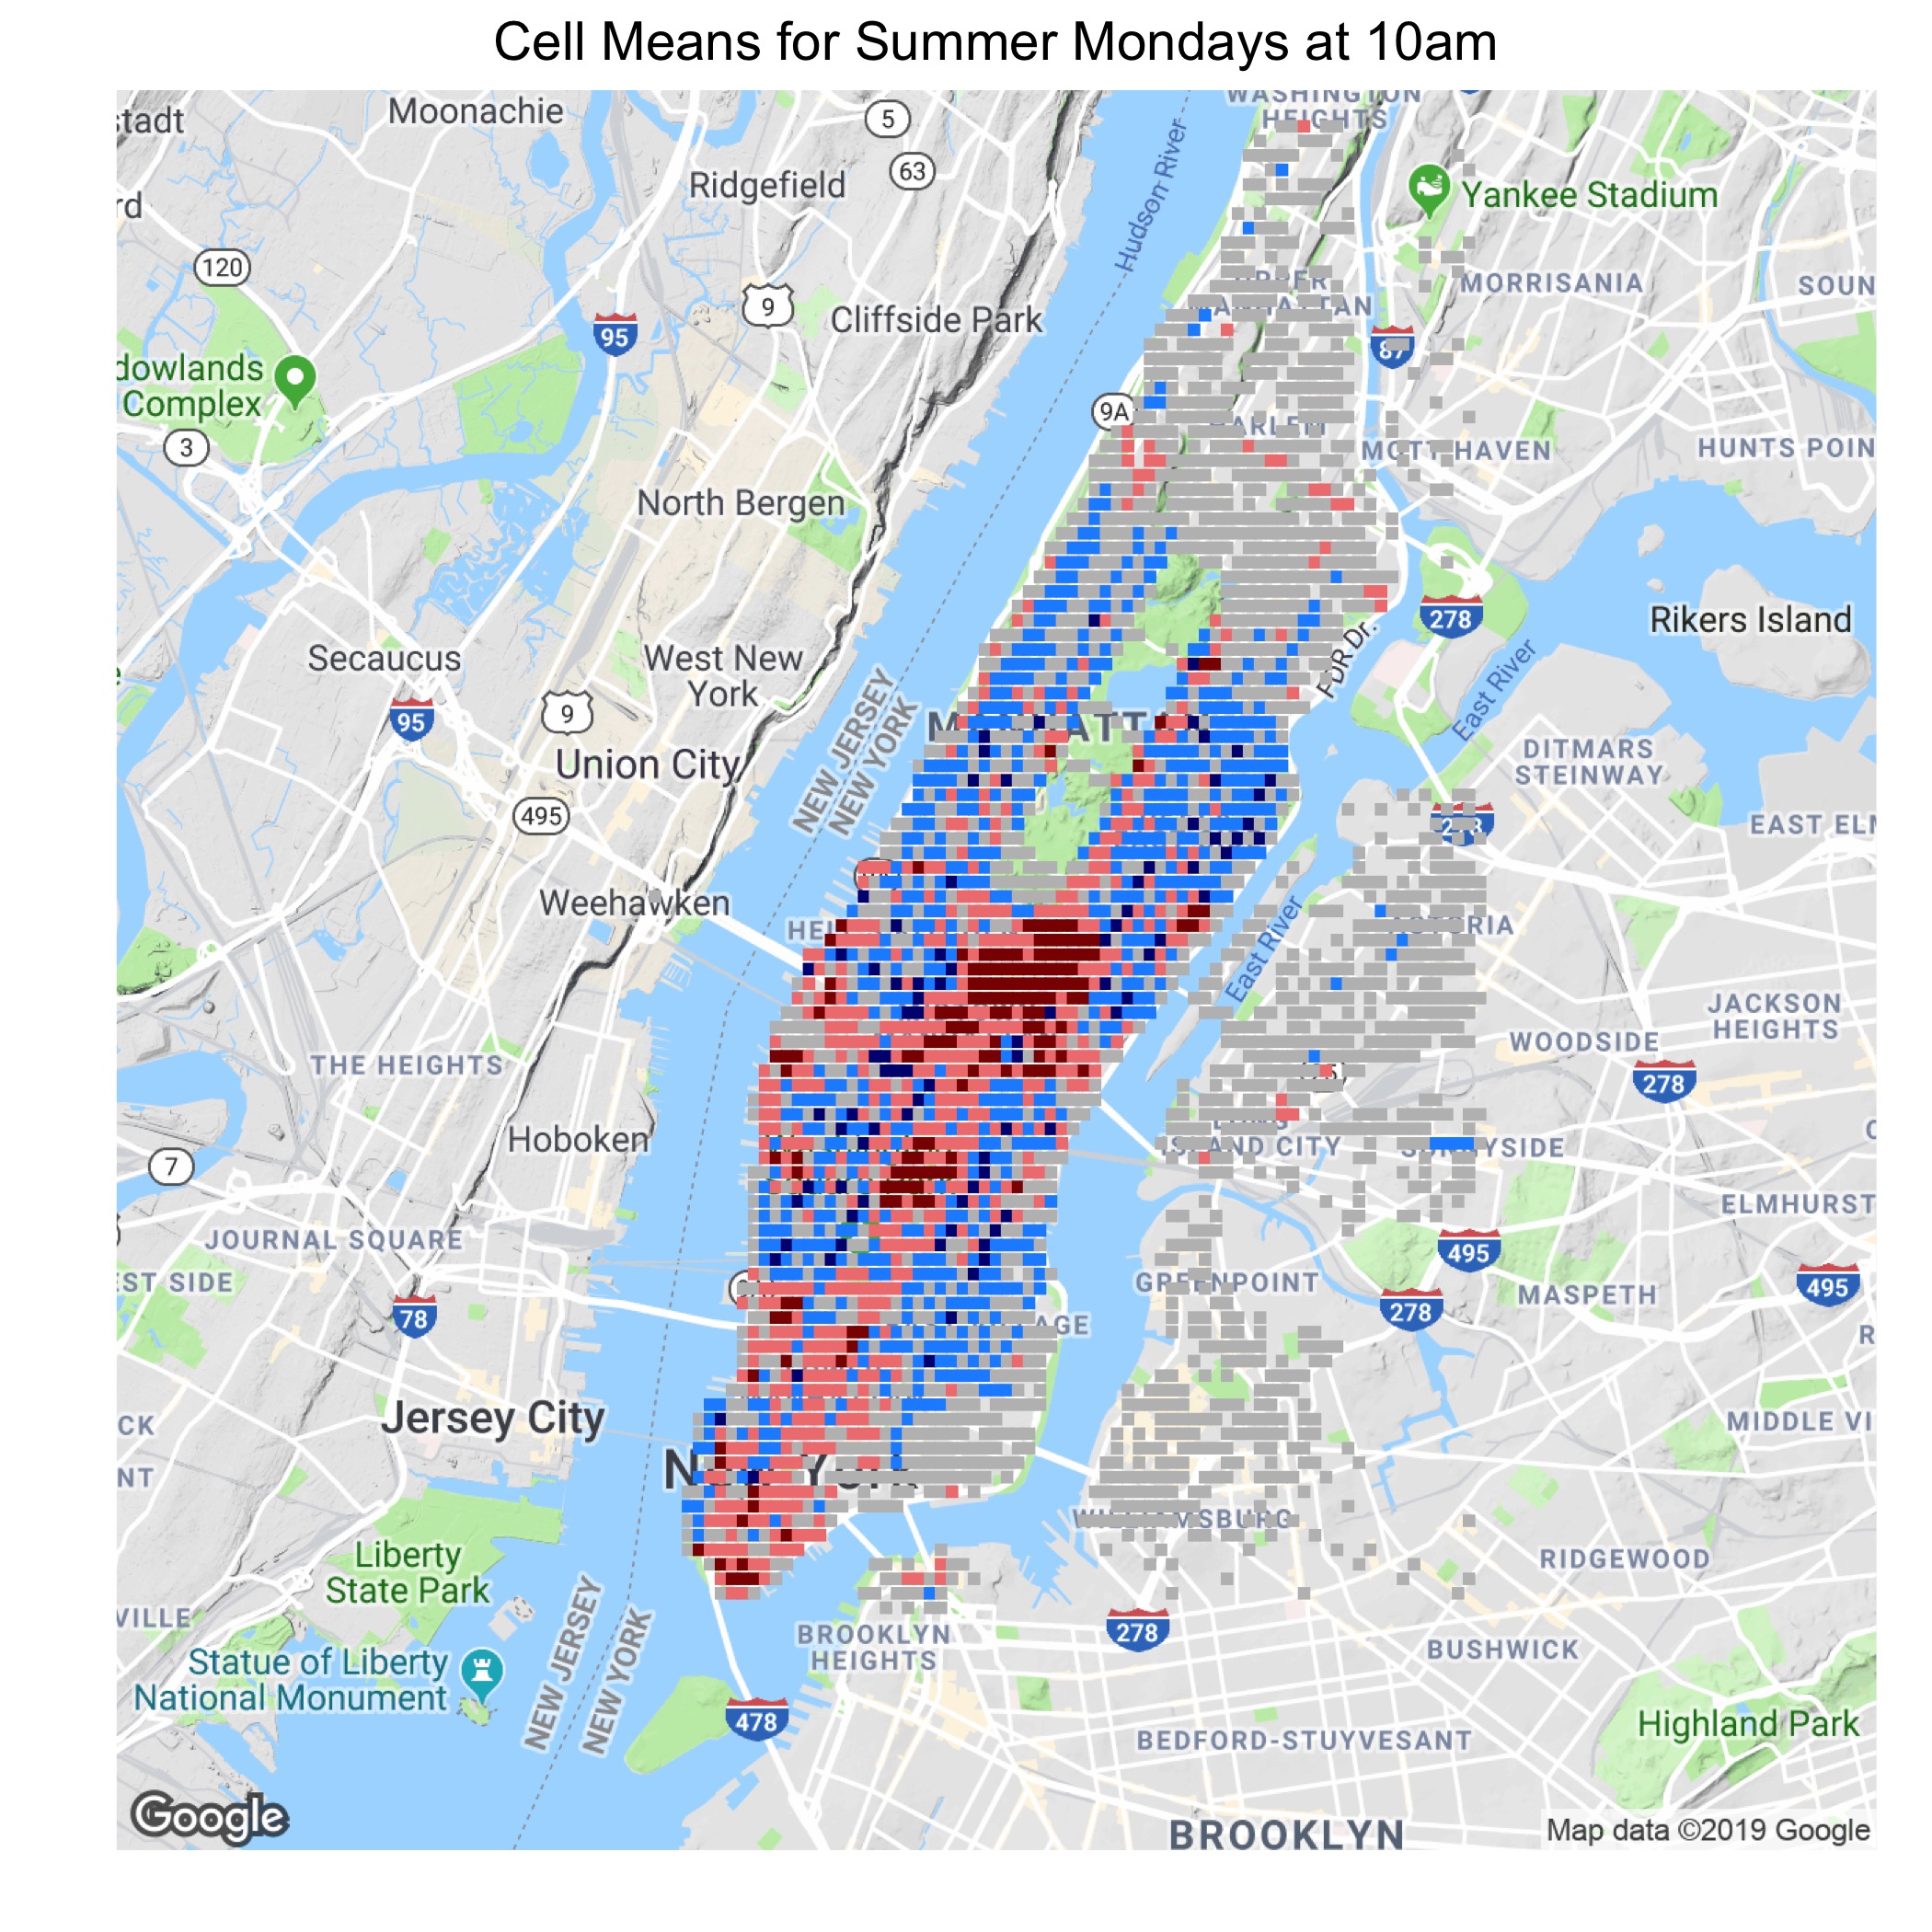 Cell Means for Summer Mondays at 10am
WASHINGTON
HEIGHTS
stadt
Moonachie
5
63
Ridgefield
Hudson River
Yankee Stadium
rd
120
9
95
Cliffside Park
MORRISANIA
SOUN
87
dowlands
Complex
3
9A
HARLEM
MOTT HAVEN
HUNTS POIN
North Bergen
278
Rikers Island
FDR Dr.
East River
Secaucus
West New
York
95
9
NEW JERSEY
NEW YORK
DITMARS
STEINWAY
Union City
495
EAST ELM
Weehawken
East River
JACKSON
HEIGHTS
WOODSIDE
278
THE HEIGHTS
Hoboken
7
ISLAND CITY
ELMHURST
JOURNAL SQUARE
495
EST SIDE
GREENPOINT
MASPETH
495
278
78
AGE
R
Jersey City
CK
MIDDLE VI
NT
WILLIAMSBURG
RIDGEWOOD
Liberty
State Park
VILLE
BROOKLYN
HEIGHTS
278
BUSHWICK
Statue of Liberty
National Monument
NEW JERSEY
NEW YORK
478
BEDFORD-STUYVESANT
Highland Park
Google
BROOKLYN
Map data ©2019 Google